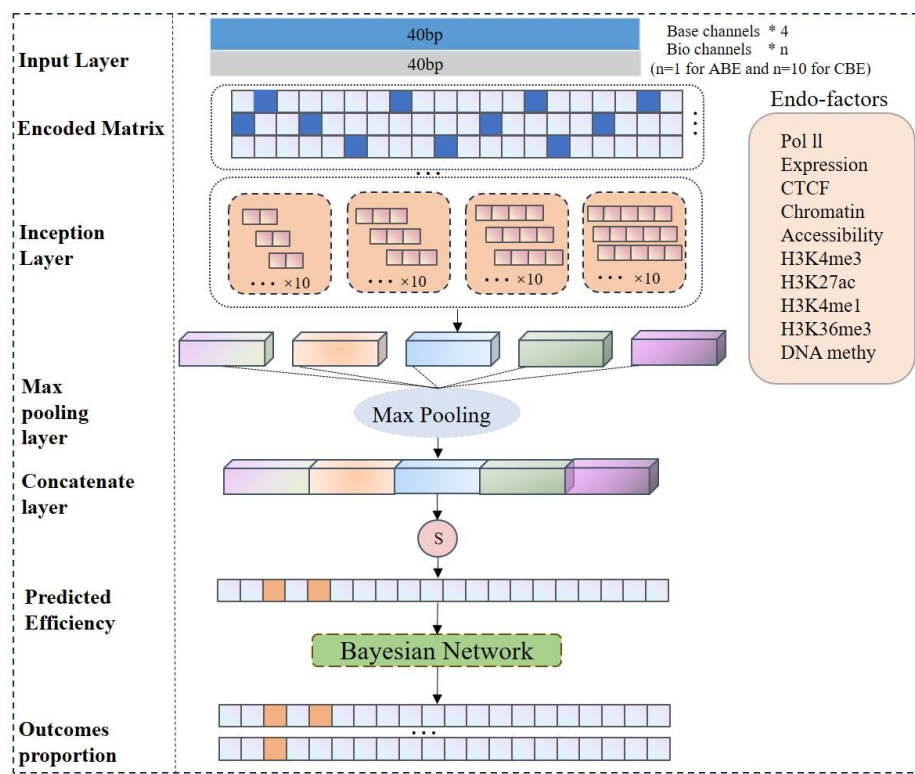 Input Layer
40bp
40bp
Base channels * 4
Bio channels * n
(n=1 for ABE and n=10 for CBE)
Encoded Matrix
...
...
Inception
Layer
... ×10
... ×10
... ×10
... ×10
Max
pooling
layer
Max Pooling
Concatenate
layer
S
Predicted
Efficiency
Bayesian Network
Outcomes
proportion
...
Endo-factors
Pol ll
Expression
CTCF
Chromatin
Accessibility
H3K4me3
H3K27ac
H3K4me1
H3K36me3
DNA methy